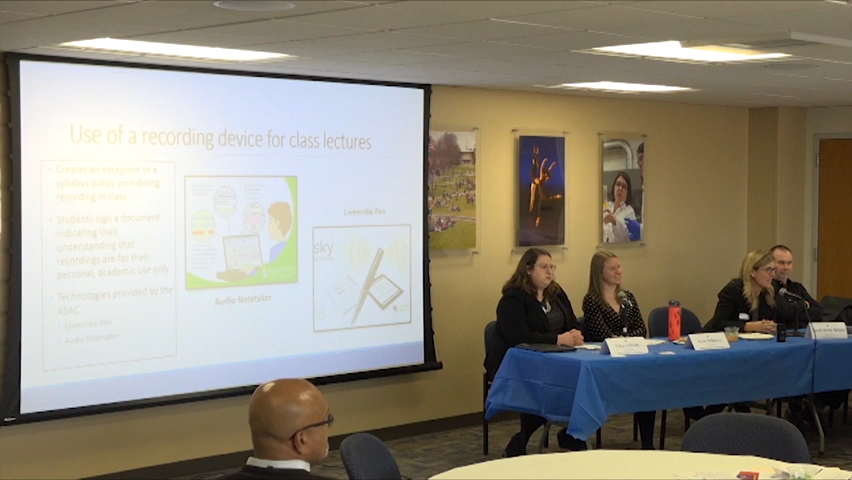 Use of a recording device for class lectures
• Creates an exception to a
syllabus policy prohibiting
recording in class
• Students sign a document
indicating their
understanding that
recordings are for their
personal, academic use only
• Technologies provided by the
ASAC
• Livescribe Pen
• Audio Notetaker
Audio Notetaker
Livescribe Pen
sky